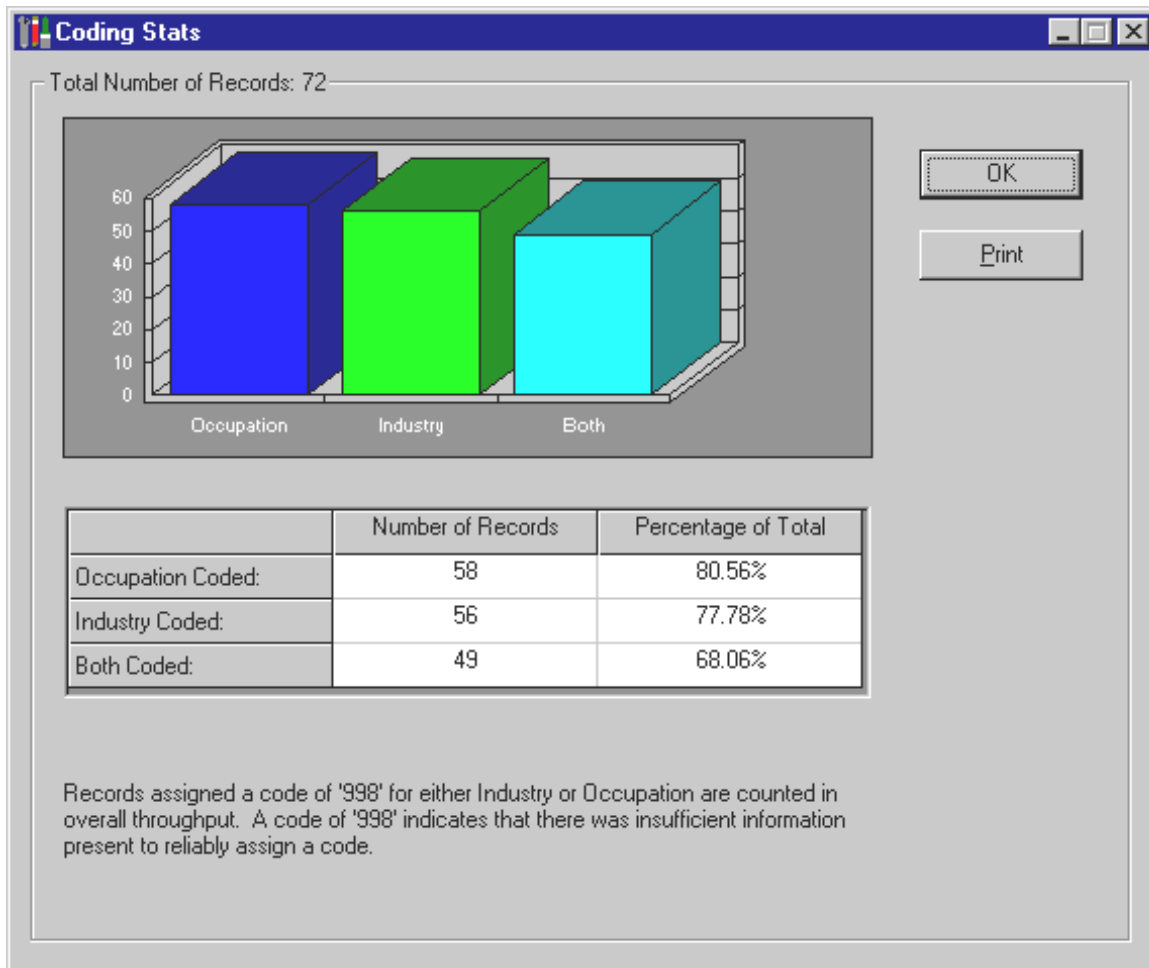 Coding Stats
Total Number of Records: 72
OK
Print
60
50
40
30
20
10
0
Occupation Industry Both
Number of Records Percentage of Total
Occupation Coded: 58 80.56%
Industry Coded: 56 77.78%
Both Coded: 49 68.06%
Records assigned a code of '998' for either Industry or Occupation are counted in
overall throughput.  A code of '998' indicates that there was insufficient information
present to reliably assign a code.